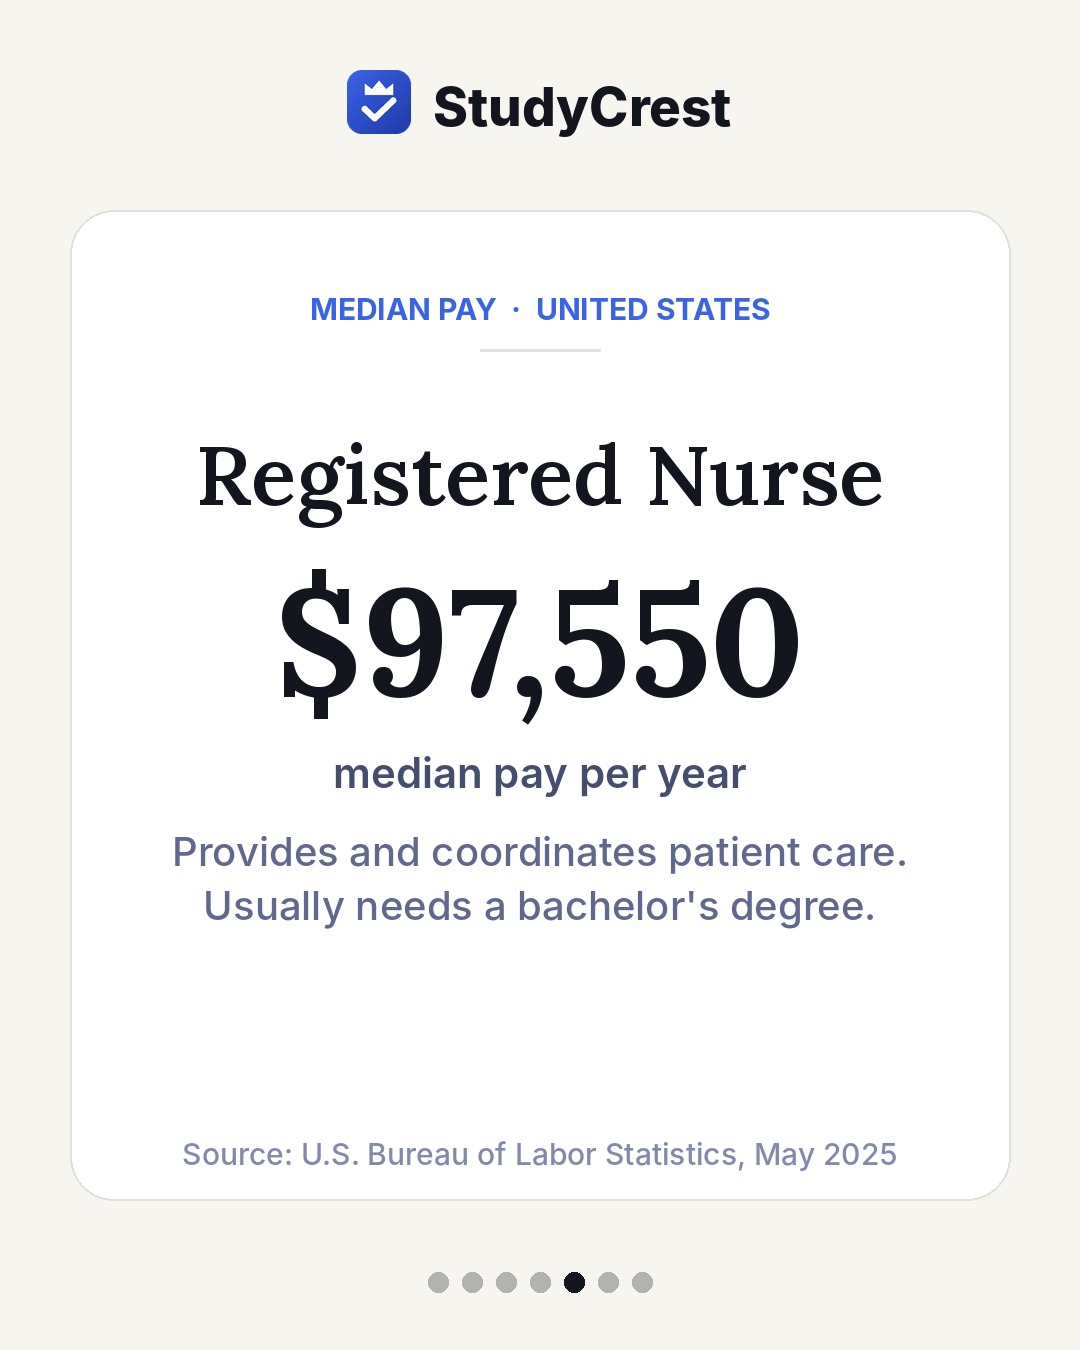 StudyCrest
MEDIAN PAY · UNITED STATES
Registered Nurse
$97,550
median pay per year
Provides and coordinates patient care.
Usually needs a bachelor's degree.
Source: U.S. Bureau of Labor Statistics, May 2025